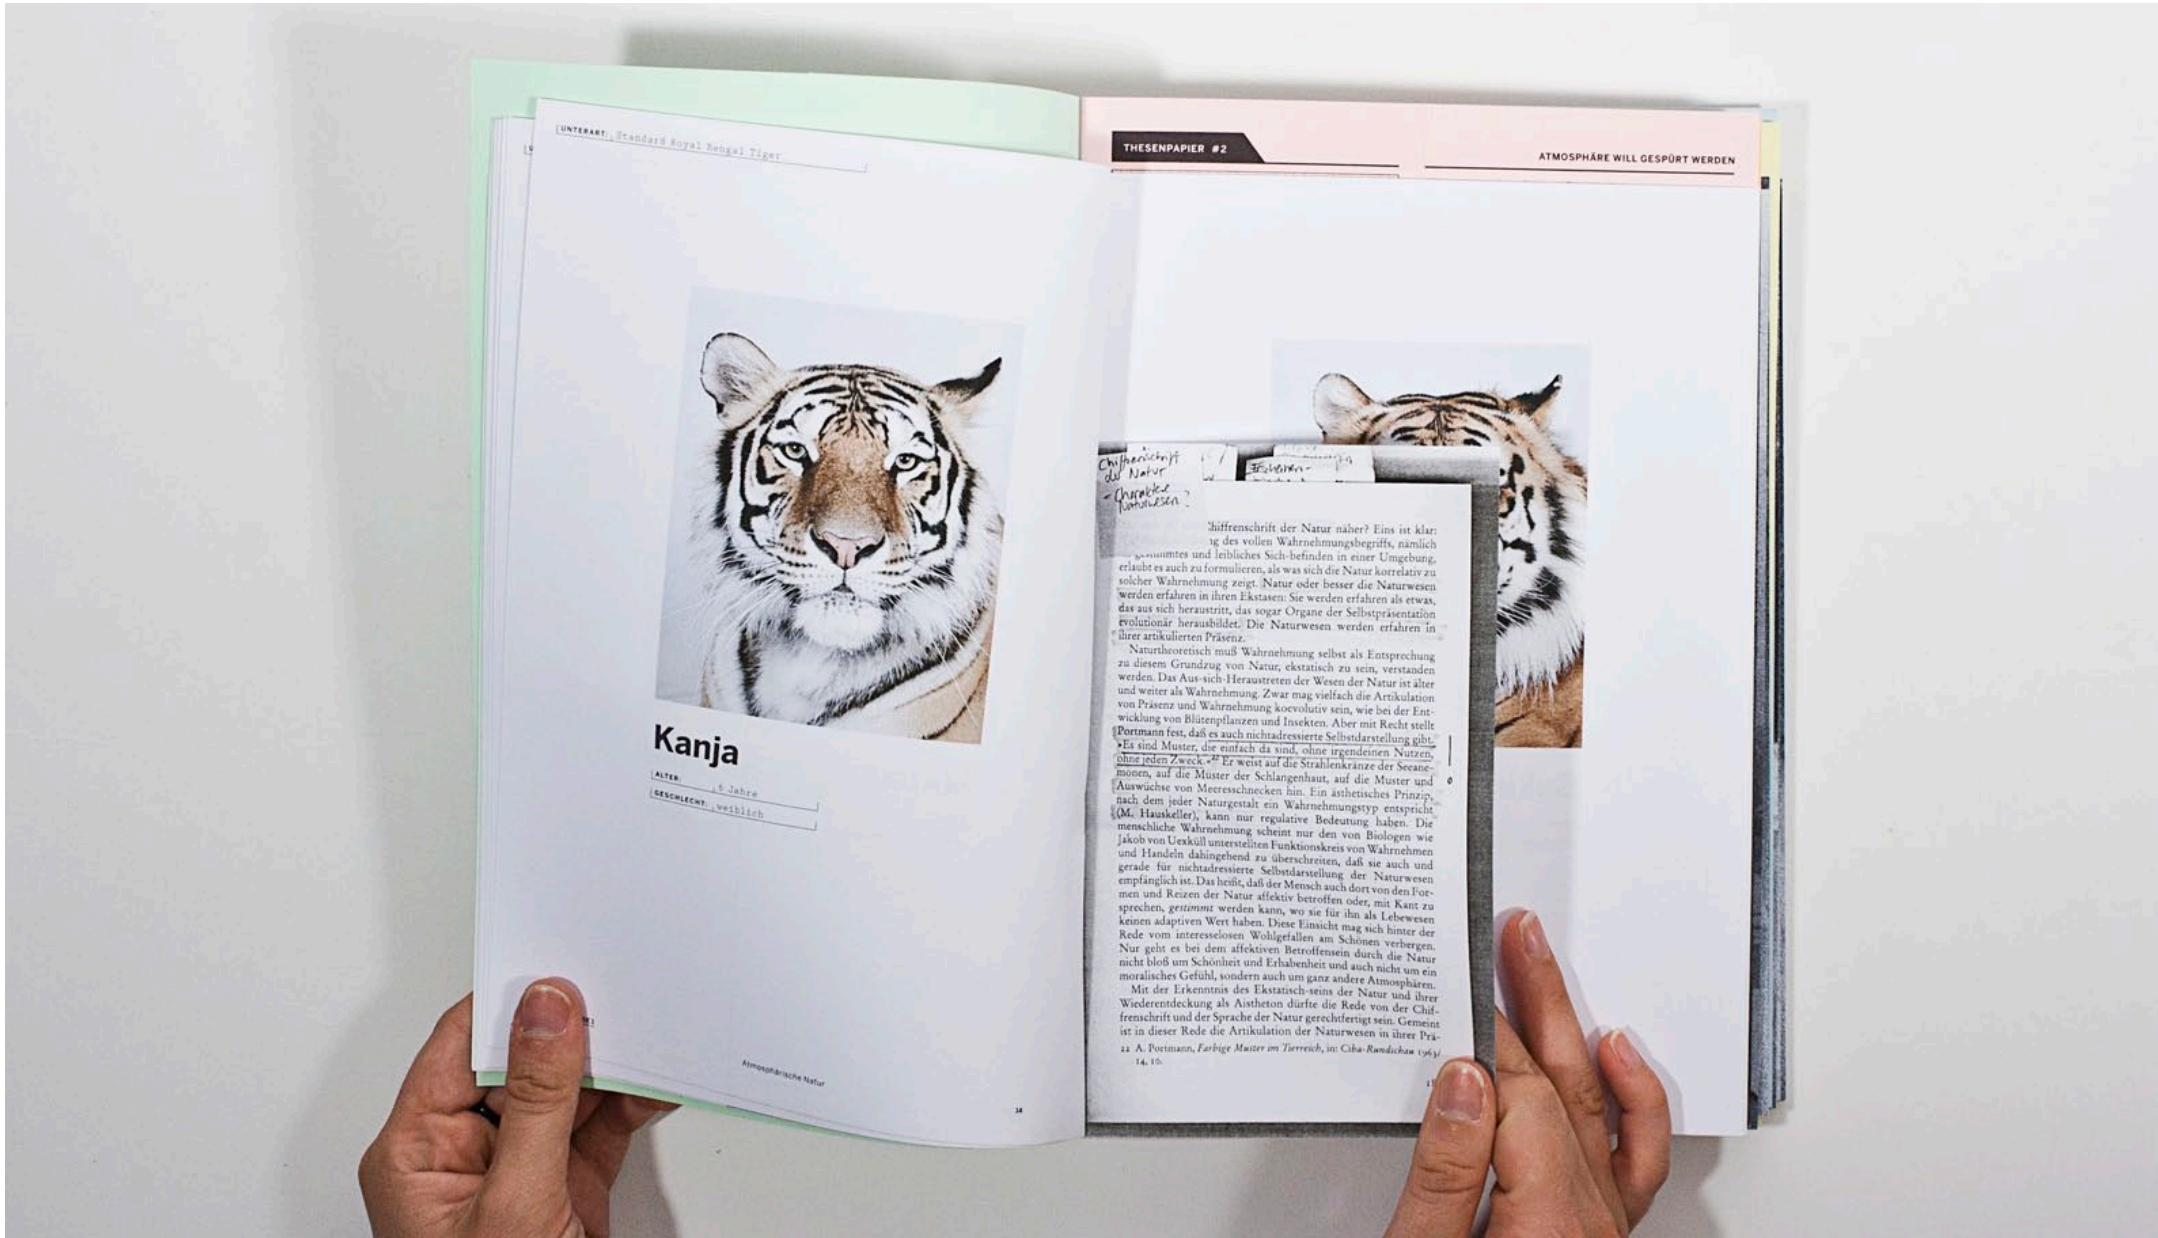 UNTERART: Standard Royal Bengal Tiger
Kanja
ALTER: 6 Jahre
GESCHLECHT: weiblich
Atmosphärische Natur
14
THESENPAPIER #2
ATMOSPHÄRE WILL GESPÜRT WERDEN
Chiffrenschrift
der Natur
- Charaktere
Naturwesen?
Erscheinen-
hiffrenschrift der Natur näher? Eins ist klar:
ng des vollen Wahrnehmungsbegriffs, nämlich
gestimmtes und leibliches Sich-befinden in einer Umgebung,
erlaubt es auch zu formulieren, als was sich die Natur korrelativ zu
solcher Wahrnehmung zeigt. Natur oder besser die Naturwesen
werden erfahren in ihren Ekstasen: Sie werden erfahren als etwas,
das aus sich heraustritt, das sogar Organe der Selbstpräsentation
evolutionär herausbildet. Die Naturwesen werden erfahren in
ihrer artikulierten Präsenz.
Naturtheoretisch muß Wahrnehmung selbst als Entsprechung
zu diesem Grundzug von Natur, ekstatisch zu sein, verstanden
werden. Das Aus-sich-Heraustreten der Wesen der Natur ist älter
und weiter als Wahrnehmung. Zwar mag vielfach die Artikulation
von Präsenz und Wahrnehmung koevolutiv sein, wie bei der Ent-
wicklung von Blütenpflanzen und Insekten. Aber mit Recht stellt
Portmann fest, daß es auch nichtadressierte Selbstdarstellung gibt.
»Es sind Muster, die einfach da sind, ohne irgendeinen Nutzen,
ohne jeden Zweck.«²² Er weist auf die Strahlenkränze der Seeane-
monen, auf die Muster der Schlangenhaut, auf die Muster und
Auswüchse von Meeresschnecken hin. Ein ästhetisches Prinzip,
nach dem jeder Naturgestalt ein Wahrnehmungstyp entspricht
(M. Hauskeller), kann nur regulative Bedeutung haben. Die
menschliche Wahrnehmung scheint nur den von Biologen wie
Jakob von Uexküll unterstellten Funktionskreis von Wahrnehmen
und Handeln dahingehend zu überschreiten, daß sie auch und
gerade für nichtadressierte Selbstdarstellung der Naturwesen
empfänglich ist. Das heißt, daß der Mensch auch dort von den For-
men und Reizen der Natur affektiv betroffen oder, mit Kant zu
sprechen, gestimmt werden kann, wo sie für ihn als Lebewesen
keinen adaptiven Wert haben. Diese Einsicht mag sich hinter der
Rede vom interesselosen Wohlgefallen am Schönen verbergen.
Nur geht es bei dem affektiven Betroffensein durch die Natur
nicht bloß um Schönheit und Erhabenheit und auch nicht um ein
moralisches Gefühl, sondern auch um ganz andere Atmosphären.
Mit der Erkenntnis des Ekstatisch-seins der Natur und ihrer
Wiederentdeckung als Aistheton dürfte die Rede von der Chif-
frenschrift und der Sprache der Natur gerechtfertigt sein. Gemeint
ist in dieser Rede die Artikulation der Naturwesen in ihrer Prä-
22 A. Portmann, Farbige Muster im Tierreich, in: Ciba-Rundschau 1963/
14, 10.